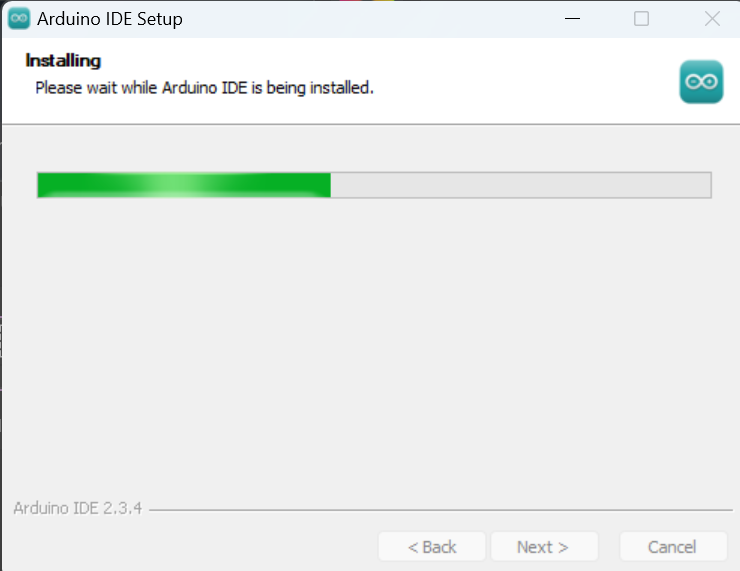 Arduino IDE Setup
Installing
Please wait while Arduino IDE is being installed.
Arduino IDE 2.3.4
< Back Next > Cancel